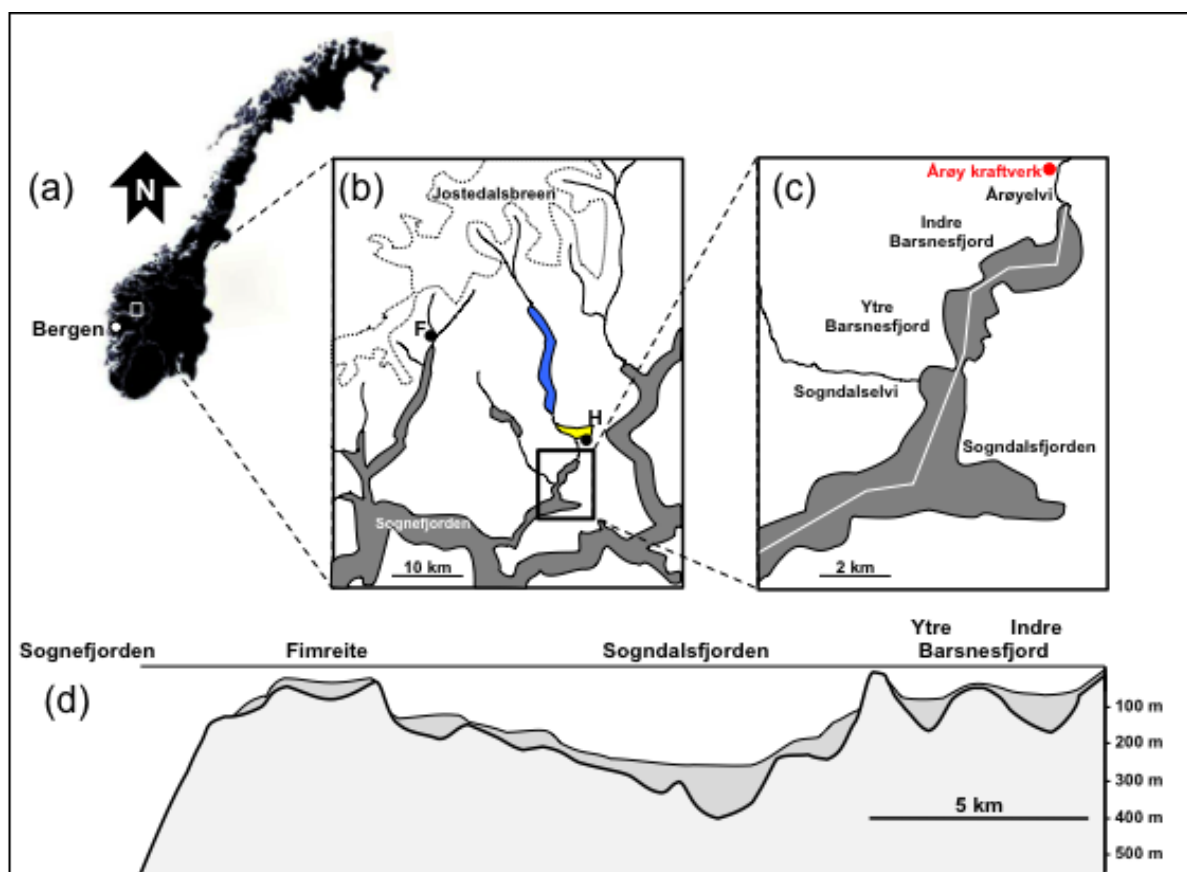 (a)
N
Bergen
(b)
Jostedalsbreen
F
H
Sognefjorden
10 km
(c)
Årøy kraftverk
Årøyelvi
Indre
Barsnesfjord
Ytre
Barsnesfjord
Sogndalselvi
Sogndalsfjorden
2 km
Ytre Indre
Sognefjorden Fimreite Sogndalsfjorden Barsnesfjord
(d)
100 m
200 m
300 m
5 km
400 m
500 m